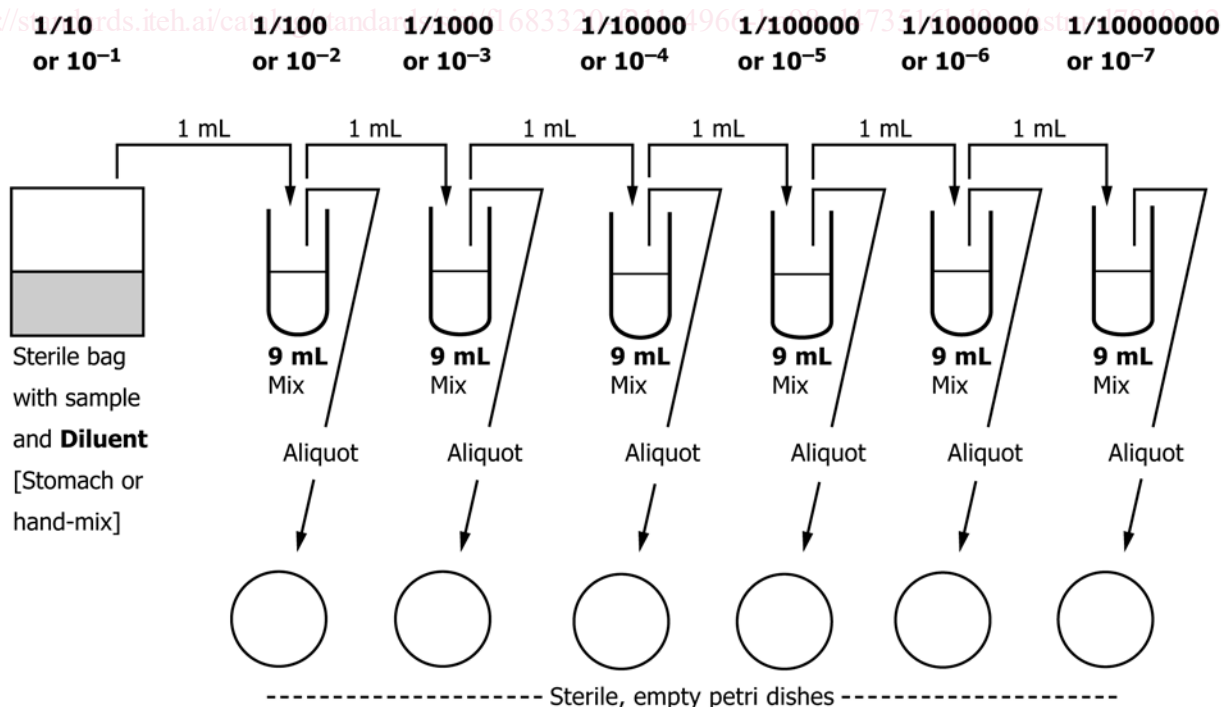 1/10 1/100 1/1000 1/10000 1/100000 1/1000000 1/10000000
or 10⁻¹ or 10⁻² or 10⁻³ or 10⁻⁴ or 10⁻⁵ or 10⁻⁶ or 10⁻⁷
1 mL 1 mL 1 mL 1 mL 1 mL 1 mL
Sterile bag
with sample
and Diluent
[Stomach or
hand-mix]
9 mL 9 mL 9 mL 9 mL 9 mL 9 mL
Mix Mix Mix Mix Mix Mix
Aliquot Aliquot Aliquot Aliquot Aliquot Aliquot
Sterile, empty petri dishes